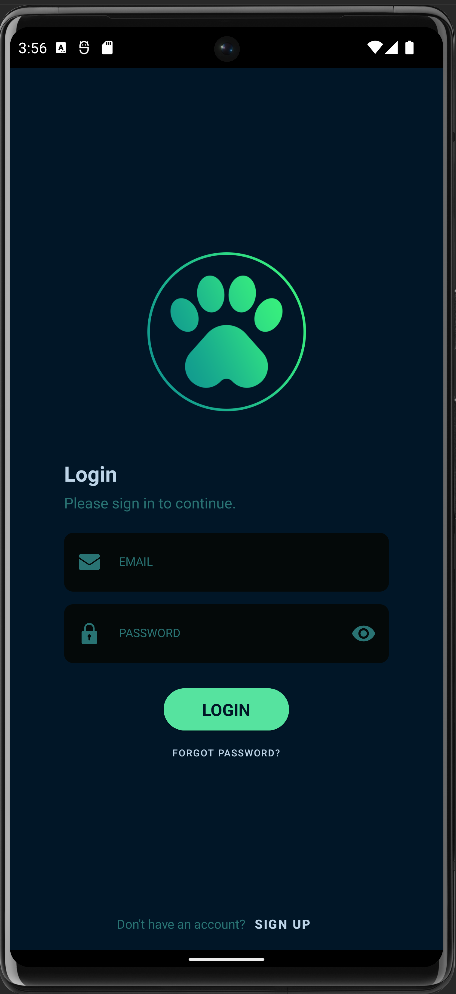 3:56
Login
Please sign in to continue.
EMAIL
PASSWORD
LOGIN
FORGOT PASSWORD?
Don't have an account? SIGN UP